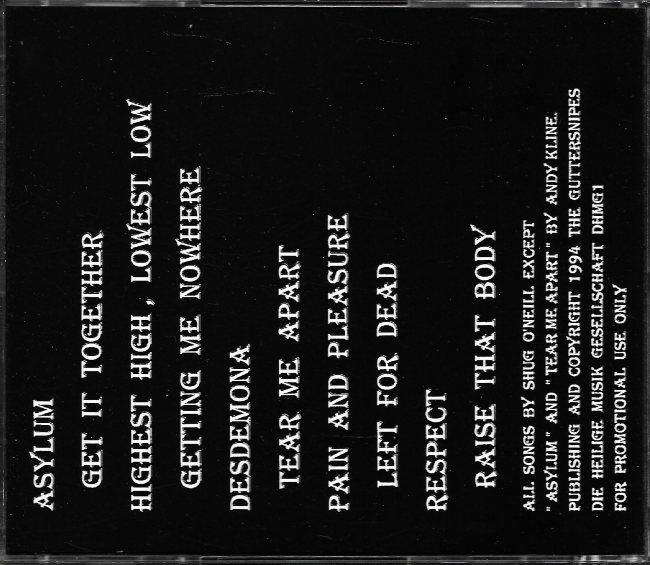 ASYLUM
GET IT TOGETHER
HIGHEST HIGH, LOWEST LOW
GETTING ME NOWHERE
DESDEMONA
TEAR ME APART
PAIN AND PLEASURE
LEFT FOR DEAD
RESPECT
RAISE THAT BODY
ALL SONGS BY SHUG O'NEILL EXCEPT
"ASYLUM" AND "TEAR ME APART" BY ANDY KLINE.
PUBLISHING AND COPYRIGHT 1994 THE GUTTERSNIPES
DIE HEILIGE MUSIK GESELLSCHAFT DHMG1
FOR PROMOTIONAL USE ONLY